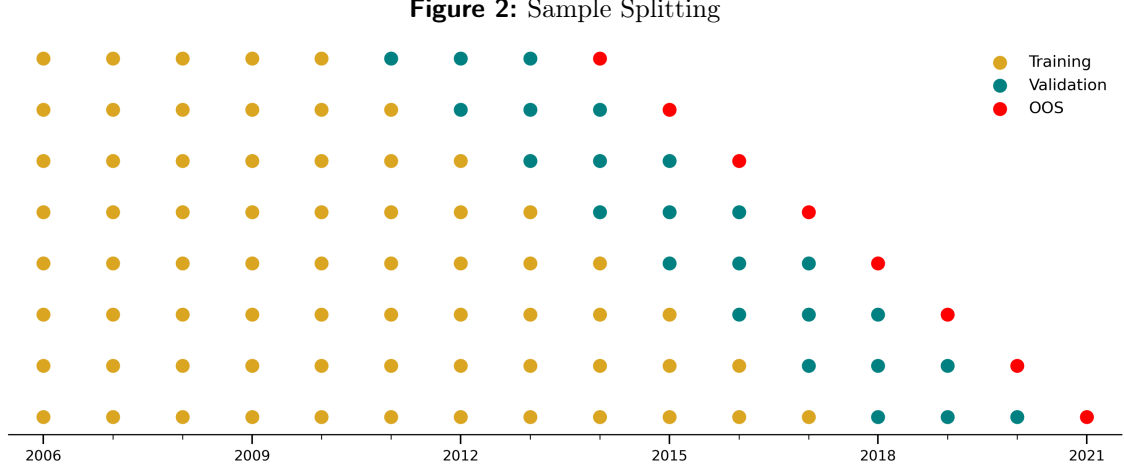 Figure 2: Sample Splitting
Training
Validation
OOS
2006 2009 2012 2015 2018 2021